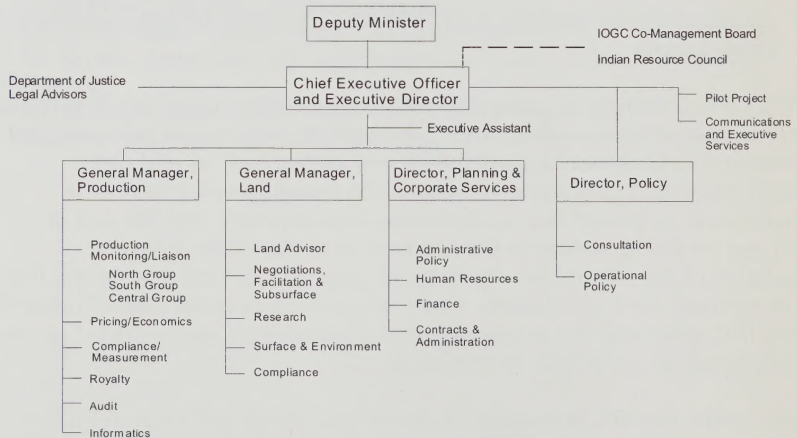 Deputy Minister
IOGC Co-Management Board
Indian Resource Council
Department of Justice
Legal Advisors
Chief Executive Officer
and Executive Director
Pilot Project
Communications
and Executive
Services
Executive Assistant
General Manager,
Production
General Manager,
Land
Director, Planning &
Corporate Services
Director, Policy
Production
Monitoring/Liaison
North Group
South Group
Central Group
Pricing/Economics
Compliance/
Measurement
Royalty
Audit
Informatics
Land Advisor
Negotiations,
Facilitation &
Subsurface
Research
Surface & Environment
Compliance
Administrative
Policy
Human Resources
Finance
Contracts &
Administration
Consultation
Operational
Policy